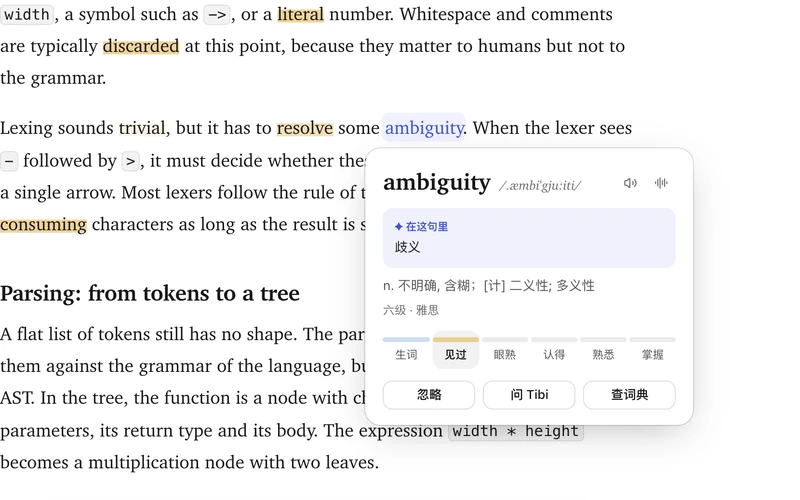 width, a symbol such as ->, or a literal number. Whitespace and comments
are typically discarded at this point, because they matter to humans but not to
the grammar.
Lexing sounds trivial, but it has to resolve some ambiguity. When the lexer sees
- followed by >, it must decide whether
a single arrow. Most lexers follow the rule of
consuming characters as long as the result is
Parsing: from tokens to a tree
A flat list of tokens still has no shape. The
them against the grammar of the language,
AST. In the tree, the function is a node with
parameters, its return type and its body. The expression width * height
becomes a multiplication node with two leaves.
ambiguity /ˌæmbi'gju:iti/
在这句里
歧义
n. 不明确, 含糊; [计] 二义性; 多义性
六级 · 雅思
生词 见过 眼熟 认得 熟悉 掌握
忽略 问 Tibi 查词典